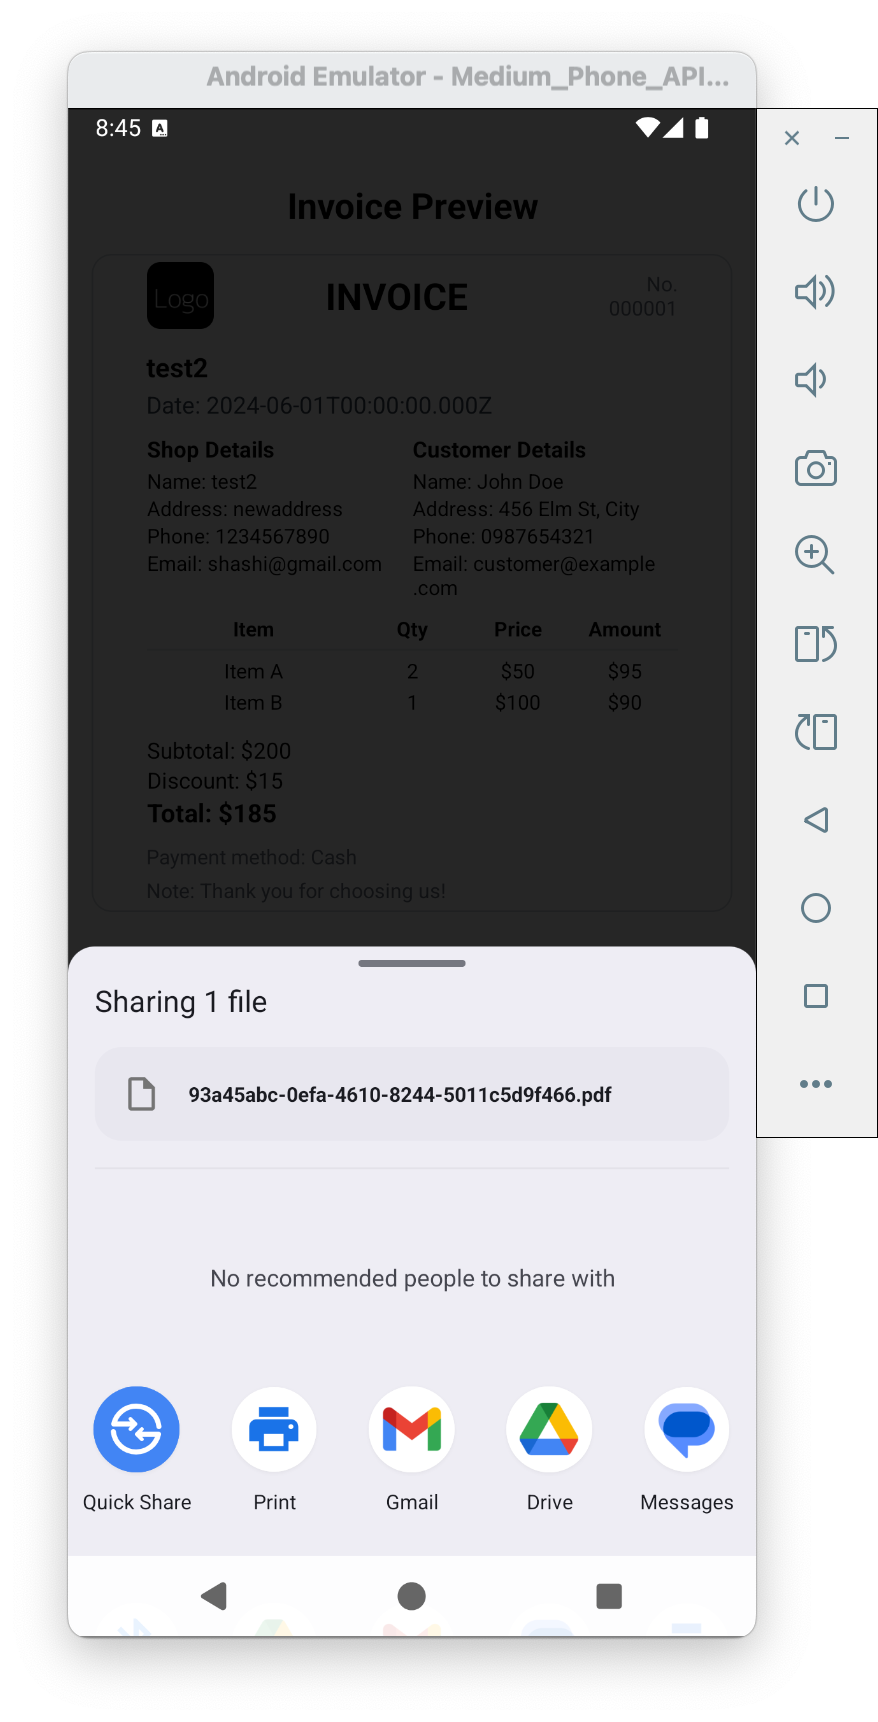 Android Emulator - Medium_Phone_API...
8:45 A
Invoice Preview
Logo INVOICE No.
000001
test2
Date: 2024-06-01T00:00:00.000Z
Shop Details Customer Details
Name: test2 Name: John Doe
Address: newaddress Address: 456 Elm St, City
Phone: 1234567890 Phone: 0987654321
Email: shashi@gmail.com Email: customer@example
.com
Item Qty Price Amount
Item A 2 $50 $95
Item B 1 $100 $90
Subtotal: $200
Discount: $15
Total: $185
Payment method: Cash
Note: Thank you for choosing us!
Sharing 1 file
93a45abc-0efa-4610-8244-5011c5d9f466.pdf
No recommended people to share with
Quick Share Print Gmail Drive Messages